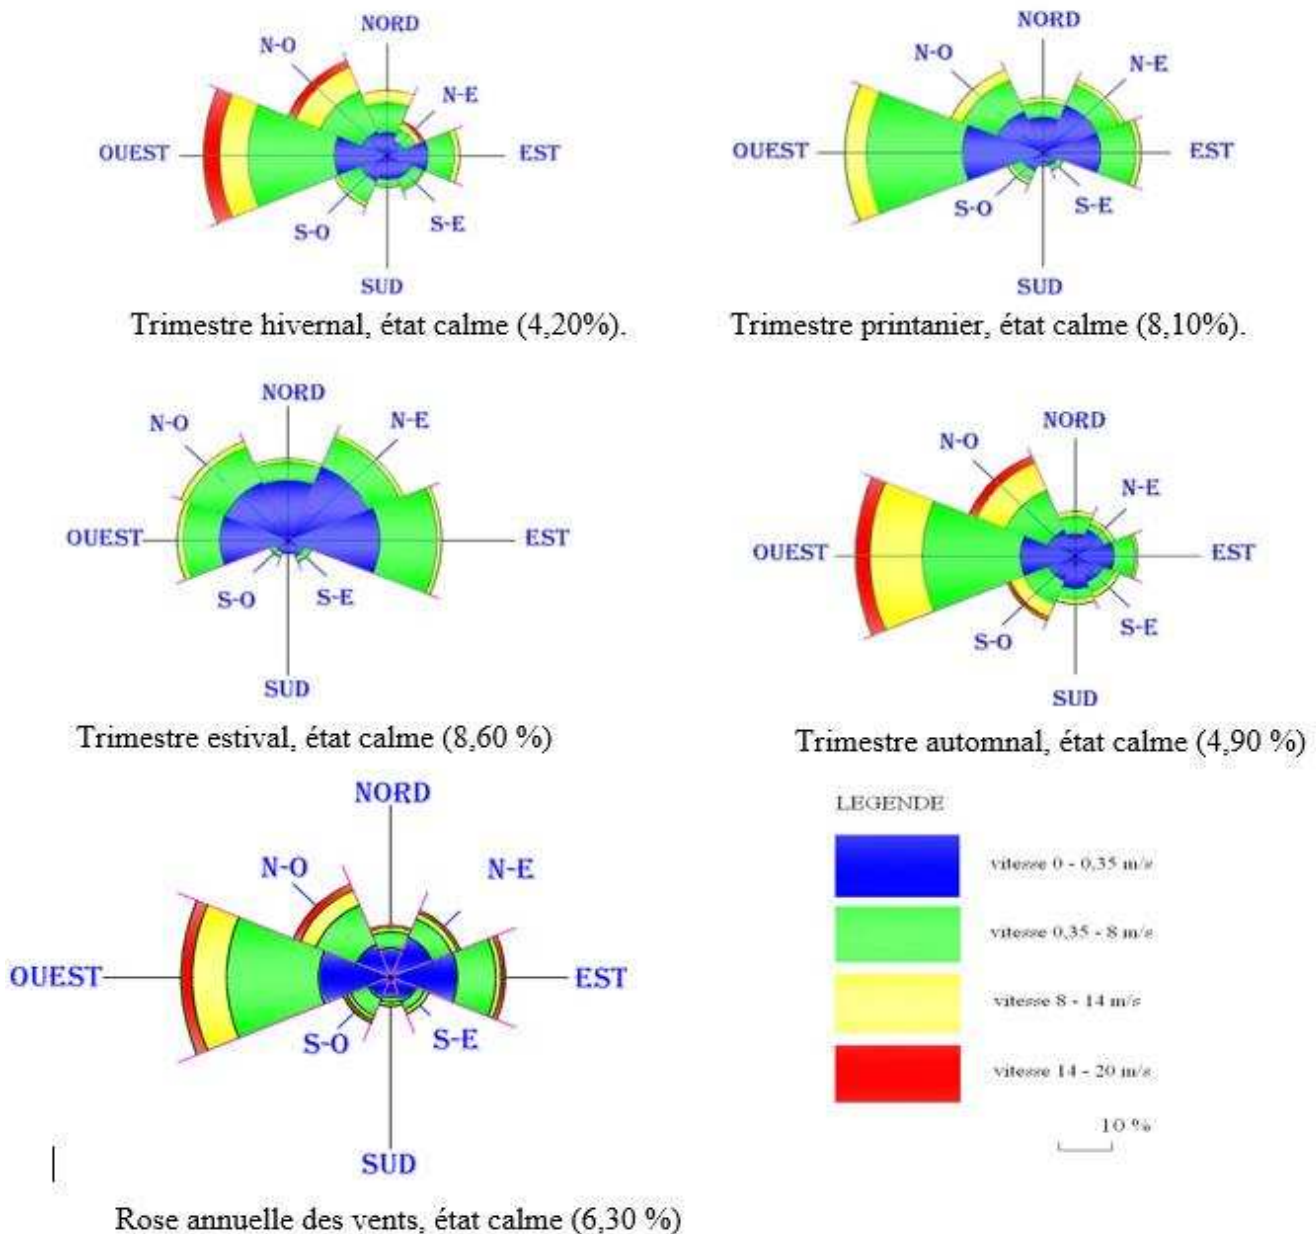 NORD
N-O
N-E
OUEST
EST
S-O
S-E
SUD
Trimestre hivernal, état calme (4,20%).
NORD
N-O
N-E
OUEST
EST
S-O
S-E
SUD
Trimestre printanier, état calme (8,10%).
NORD
N-O
N-E
OUEST
EST
S-O
S-E
SUD
Trimestre estival, état calme (8,60 %)
NORD
N-O
N-E
OUEST
EST
S-O
S-E
SUD
Trimestre automnal, état calme (4,90 %)
NORD
N-O
N-E
OUEST
EST
S-O
S-E
SUD
Rose annuelle des vents, état calme (6,30 %)
LEGENDE
vitesse 0 - 0,35 m/s
vitesse 0,35 - 8 m/s
vitesse 8 - 14 m/s
vitesse 14 - 20 m/s
10 %